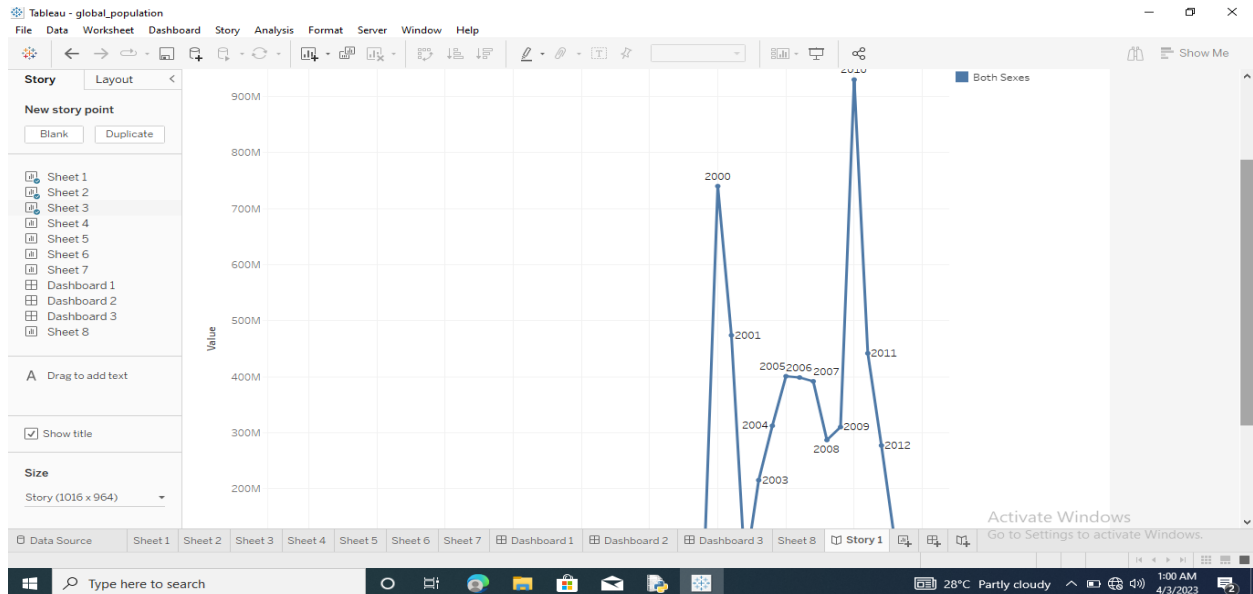 Tableau - global_population
File Data Worksheet Dashboard Story Analysis Format Server Window Help
Show Me
Story Layout
New story point
Blank Duplicate
Sheet 1
Sheet 2
Sheet 3
Sheet 4
Sheet 5
Sheet 6
Sheet 7
Dashboard 1
Dashboard 2
Dashboard 3
Sheet 8
A Drag to add text
Show title
Size
Story (1016 x 964)
Value
900M
800M
700M
600M
500M
400M
300M
200M
2010
2000
2001
2011
2005 2006 2007
2004
2009
2008
2012
2003
Both Sexes
Activate Windows
Go to Settings to activate Windows.
Data Source Sheet 1 Sheet 2 Sheet 3 Sheet 4 Sheet 5 Sheet 6 Sheet 7 Dashboard 1 Dashboard 2 Dashboard 3 Sheet 8 Story 1
Type here to search
28°C Partly cloudy
1:00 AM
4/3/2023
2